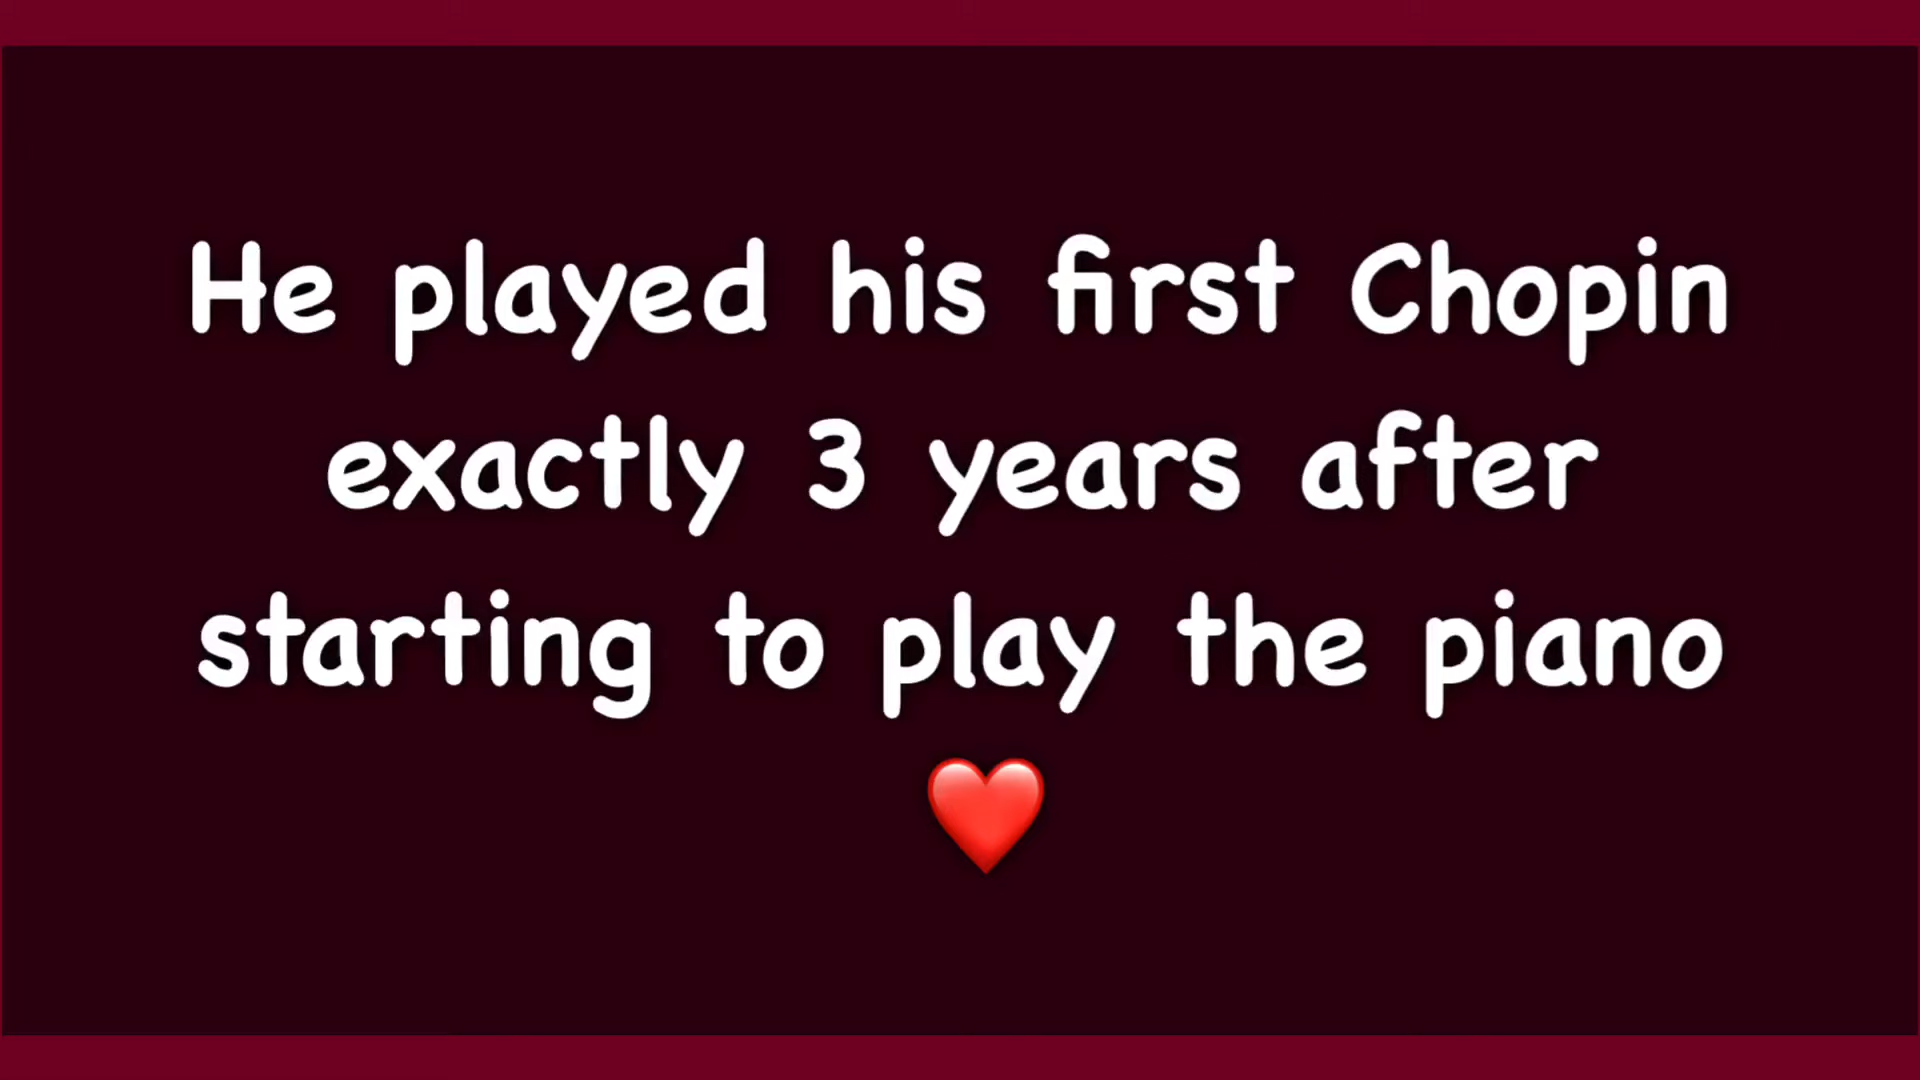 He played his first Chopin
exactly 3 years after
starting to play the piano
❤️